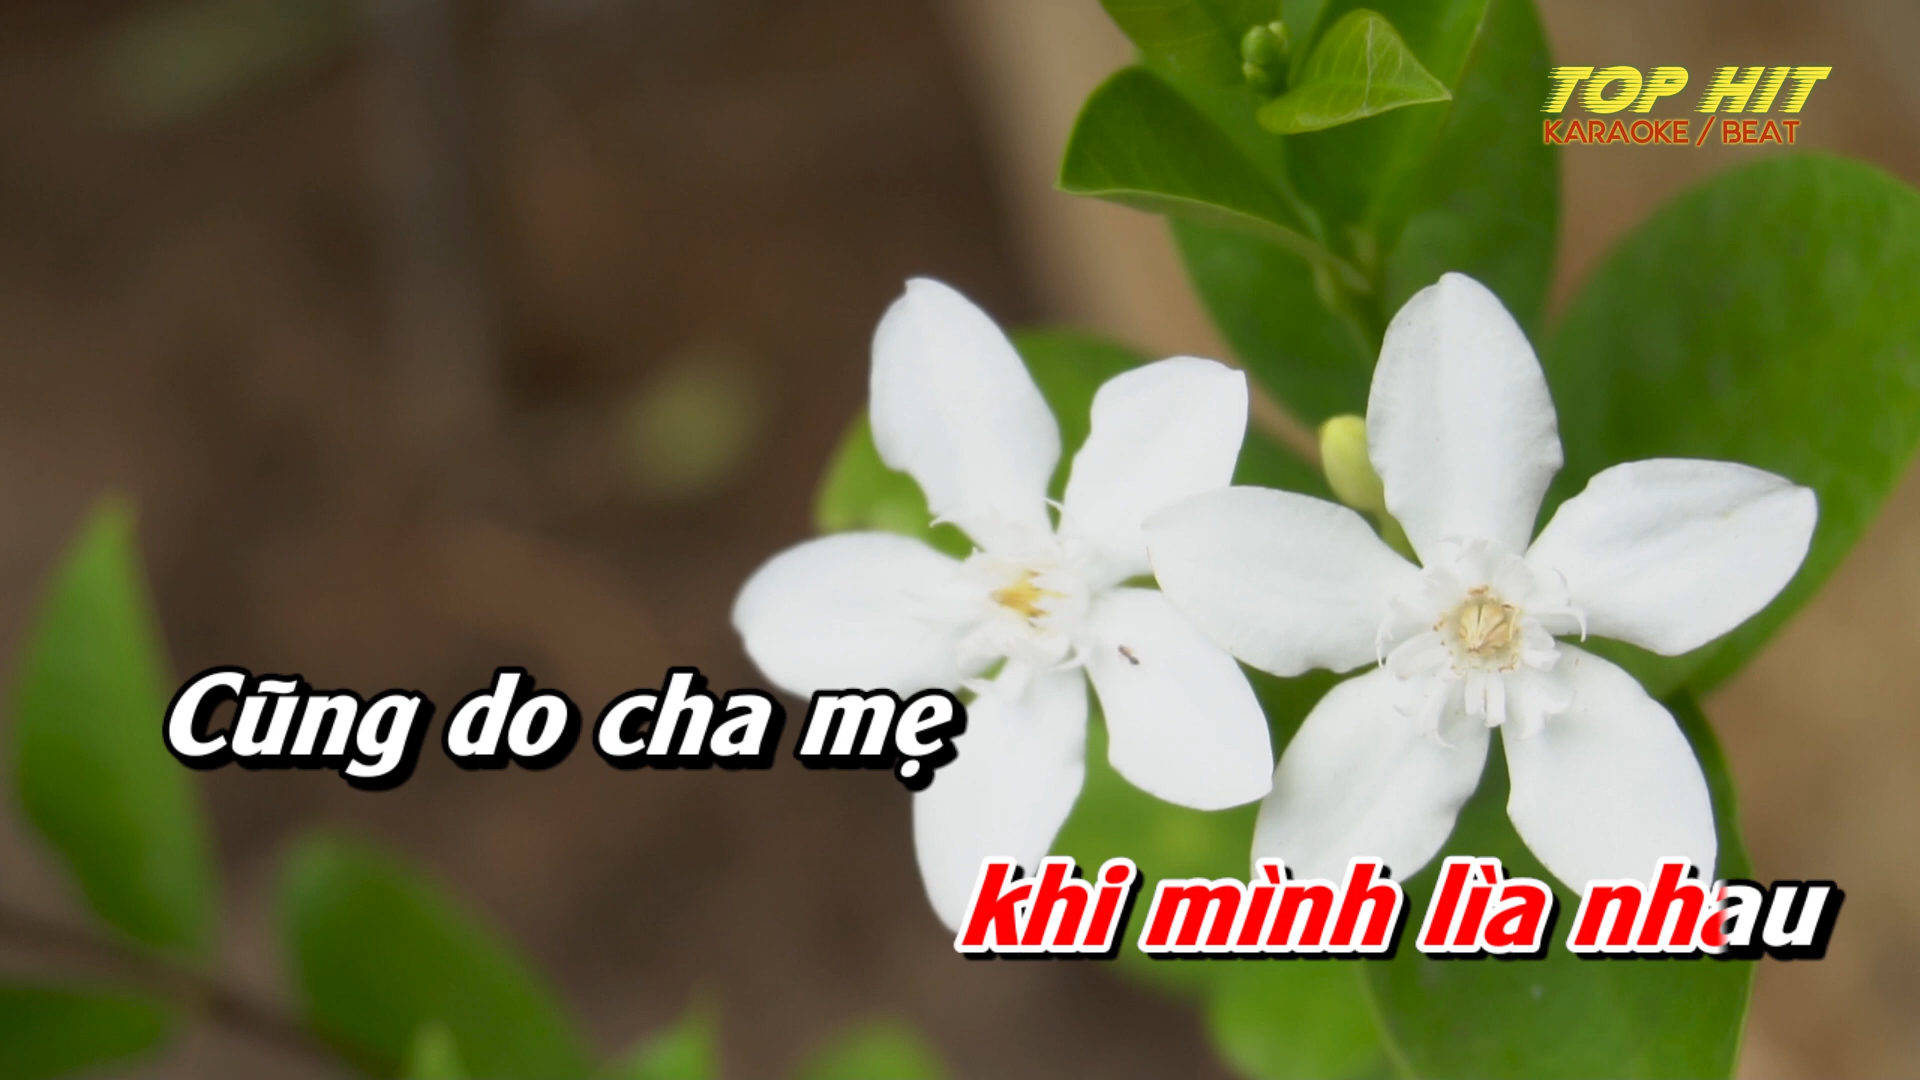 TOP HIT
KARAOKE / BEAT
Cũng do cha mẹ
khi mình lìa nhau